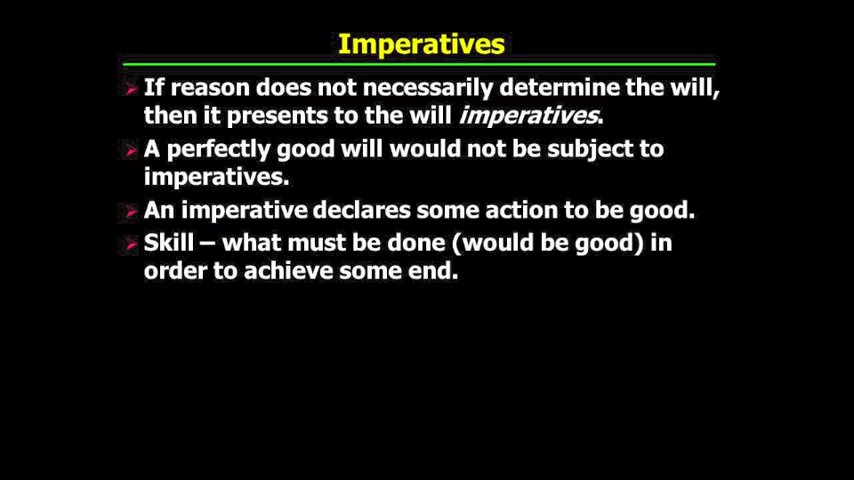 Imperatives
If reason does not necessarily determine the will,
then it presents to the will imperatives.
A perfectly good will would not be subject to
imperatives.
An imperative declares some action to be good.
Skill – what must be done (would be good) in
order to achieve some end.